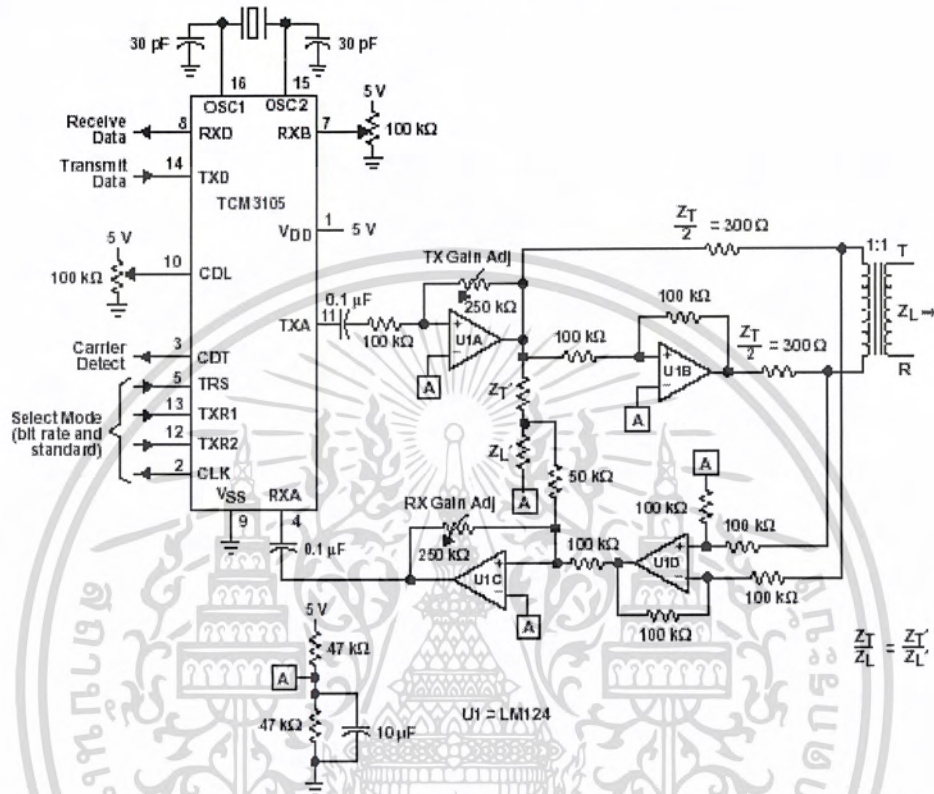 30 pF
30 pF
16
15
OSC1
OSC2
5 V
Receive
Data
8
RXD
RXB
7
100 kΩ
Transmit
Data
14
TXD
TCM 3105
1
VDD
5 V
5 V
100 kΩ
10
CDL
ZT/2 = 300 Ω
1:1
T
ZL
R
TX Gain Adj
250 kΩ
0.1 μF
TXA
11
100 kΩ
+
−
U1A
A
100 kΩ
100 kΩ
+
−
U1B
A
ZT/2 = 300 Ω
Carrier
Detect
3
CDT
5
TRS
Select Mode
(bit rate and
standard)
13
TXR1
12
TXR2
2
CLK
VSS
RXA
9
4
ZT'
ZL'
A
50 kΩ
A
100 kΩ
100 kΩ
RX Gain Adj
0.1 μF
250 kΩ
+
−
U1C
A
100 kΩ
+
−
U1D
100 kΩ
100 kΩ
ZT/ZL = ZT'/ZL'
5 V
47 kΩ
A
47 kΩ
10 μF
U1 = LM124